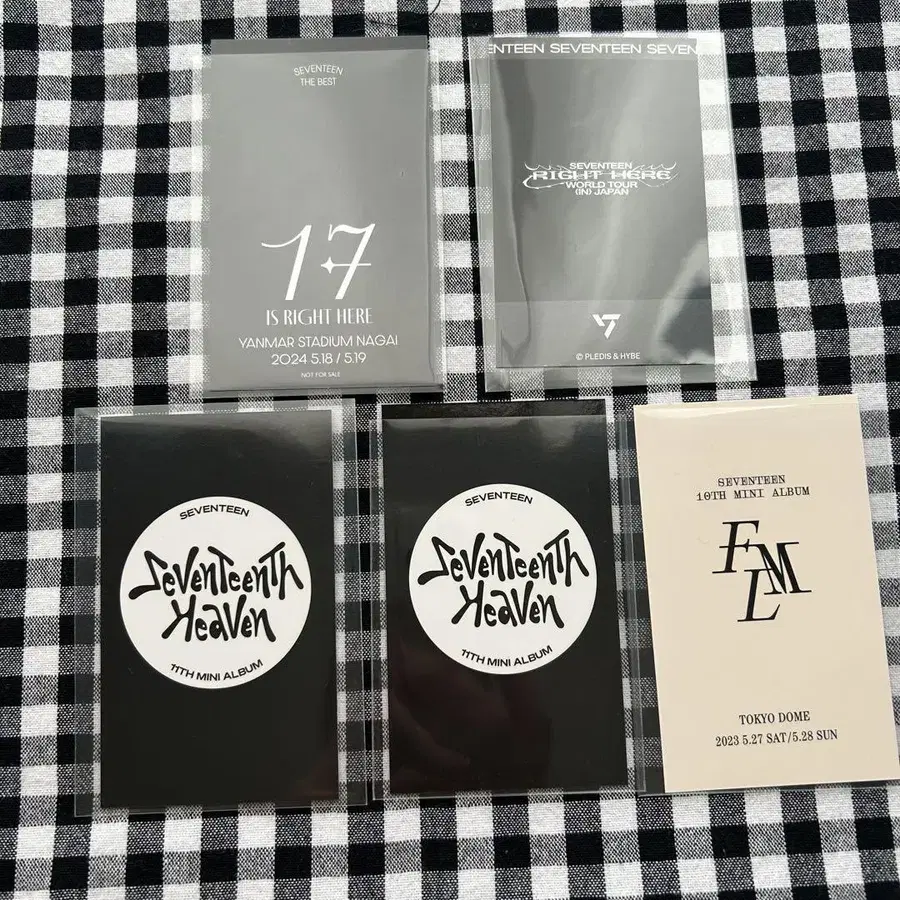 SEVENTEEN
THE BEST
17
IS RIGHT HERE
YANMAR STADIUM NAGAI
2024 5.18 / 5.19
NOT FOR SALE
ENTEEN SEVENTEEN SEVEN
SEVENTEEN
RIGHT HERE
WORLD TOUR
(IN) JAPAN
© PLEDIS & HYBE
SEVENTEEN
SEVENTEENTH
HEAVEN
11TH MINI ALBUM
SEVENTEEN
SEVENTEENTH
HEAVEN
11TH MINI ALBUM
SEVENTEEN
10TH MINI ALBUM
FML
TOKYO DOME
2023 5.27 SAT/5.28 SUN